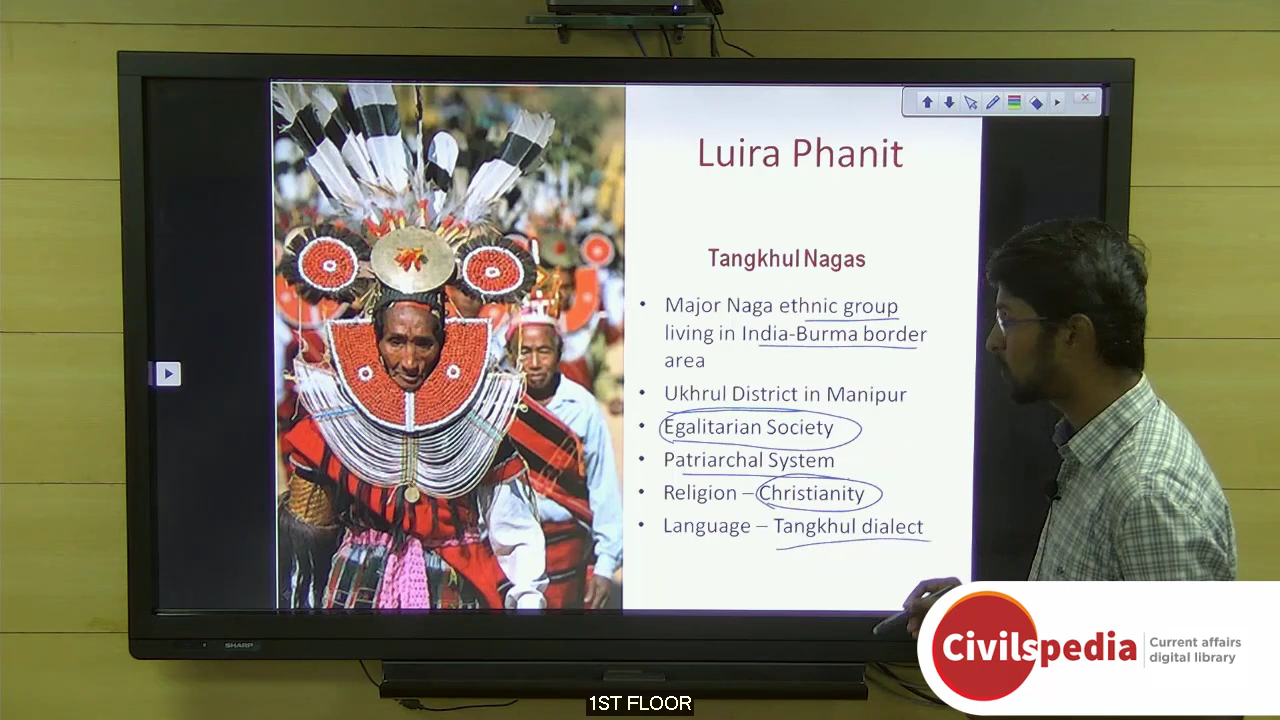 Luira Phanit
Tangkhul Nagas
• Major Naga ethnic group
living in India-Burma border
area
• Ukhrul District in Manipur
• Egalitarian Society
• Patriarchal System
• Religion – Christianity
• Language – Tangkhul dialect
SHARP
Civilspedia
Current affairs
digital library
1ST FLOOR